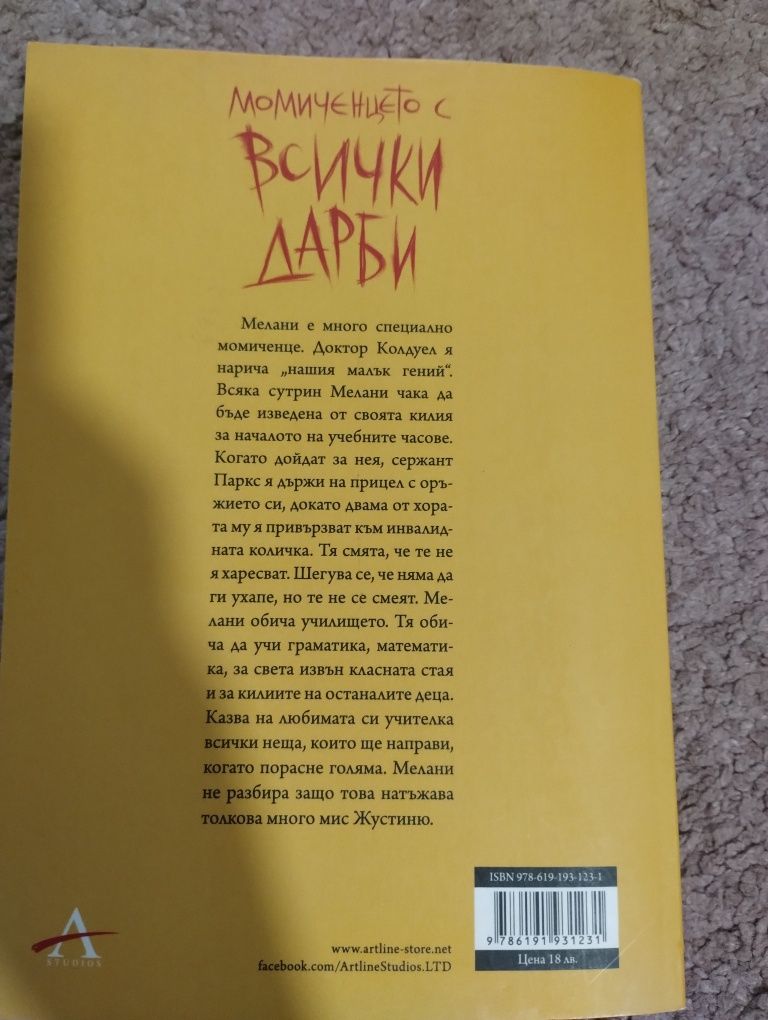 МОМИЧЕНЦЕТО С
ВСИЧКИ
ДАРБИ
Мелани е много специално
момиченце. Доктор Колдуел я
нарича „нашия малък гений“.
Всяка сутрин Мелани чака да
бъде изведена от своята килия
за началото на учебните часове.
Когато дойдат за нея, сержант
Паркс я държи на прицел с оръ-
жието си, докато двама от хора-
та му я привързват към инвалид-
ната количка. Тя смята, че те не
я харесват. Шегува се, че няма да
ги ухапе, но те не се смеят. Ме-
лани обича училището. Тя оби-
ча да учи граматика, математи-
ка, за света извън класната стая
и за килиите на останалите деца.
Казва на любимата си учителка
всички неща, които ще направи,
когато порасне голяма. Мелани
не разбира защо това натъжава
толкова много мис Жустиню.
ISBN 978-619-193-123-1
9 786191 931231
Цена 18 лв.
A
STUDIOS
www.artline-store.net
facebook.com/ArtlineStudios.LTD